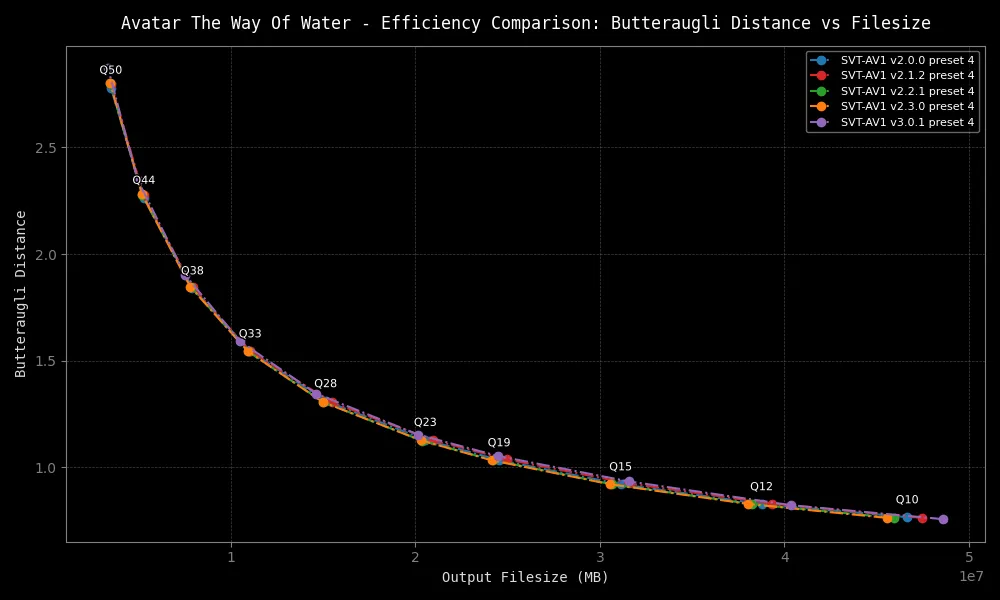 Avatar The Way Of Water - Efficiency Comparison: Butteraugli Distance vs Filesize
SVT-AV1 v2.0.0 preset 4
SVT-AV1 v2.1.2 preset 4
SVT-AV1 v2.2.1 preset 4
SVT-AV1 v2.3.0 preset 4
SVT-AV1 v3.0.1 preset 4
Q50
Q44
Q38
Q33
Q28
Q23
Q19
Q15
Q12
Q10
Butteraugli Distance
2.5
2.0
1.5
1.0
1
2
3
4
5
1e7
Output Filesize (MB)